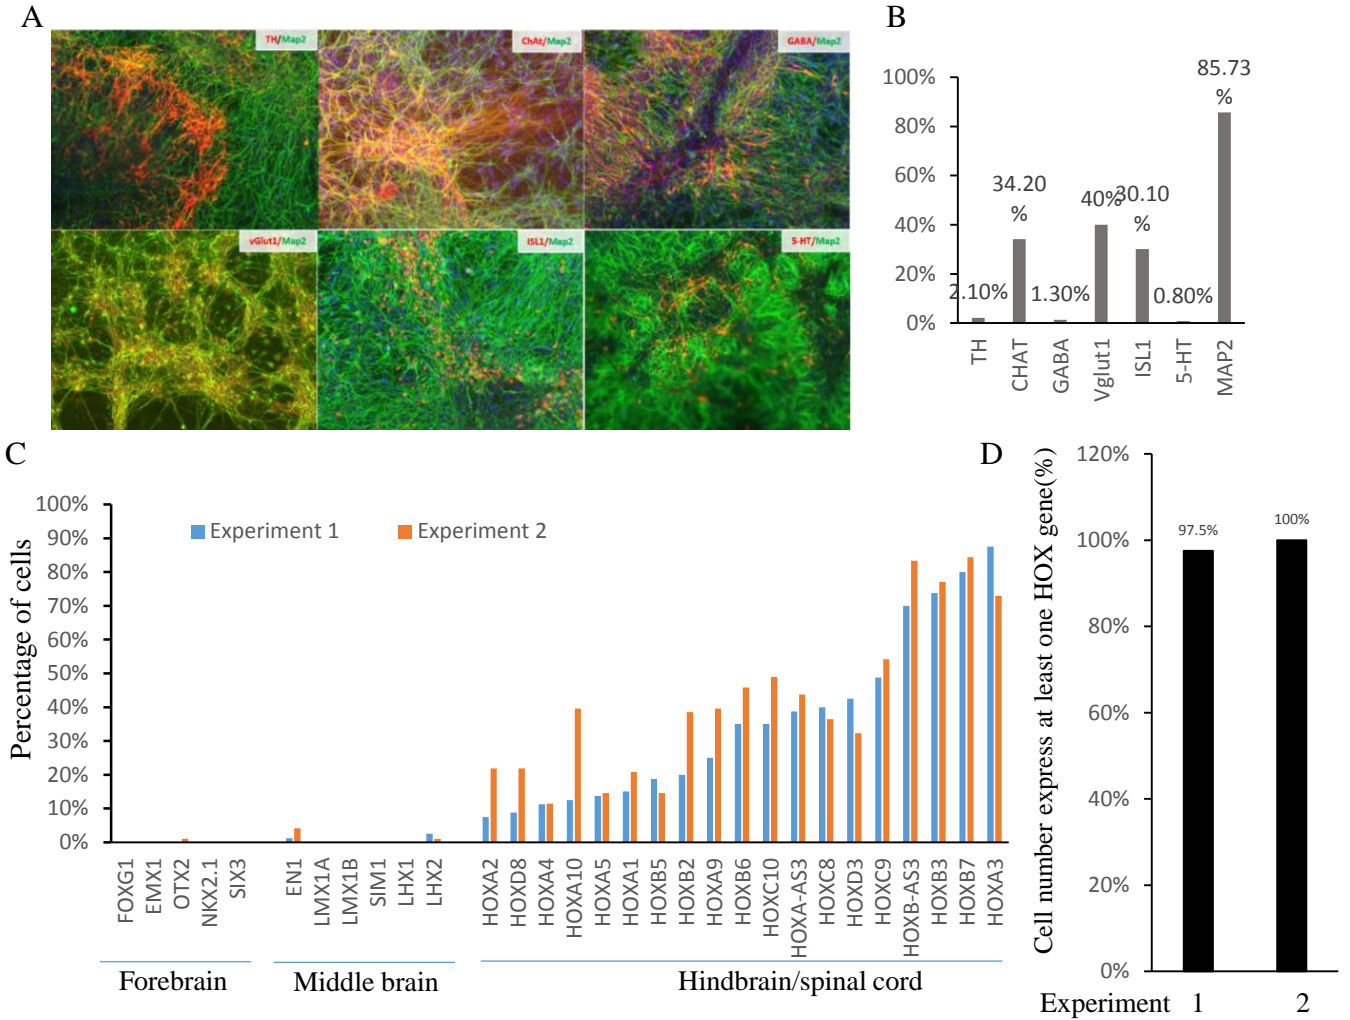 A
TH/Map2
ChAt/Map2
GABA/Map2
vGlut1/Map2
ISL1/Map2
5-HT/Map2
B
100%
80%
60%
40%
20%
0%
2.10%
34.20
%
1.30%
40%
30.10
%
0.80%
85.73
%
TH
CHAT
GABA
Vglut1
ISL1
5-HT
MAP2
C
Percentage of cells
100%
90%
80%
70%
60%
50%
40%
30%
20%
10%
0%
Experiment 1
Experiment 2
FOXG1
EMX1
OTX2
NKX2.1
SIX3
EN1
LMX1A
LMX1B
SIM1
LHX1
LHX2
HOXA2
HOXD8
HOXA4
HOXA10
HOXA5
HOXA1
HOXB5
HOXB2
HOXA9
HOXB6
HOXC10
HOXA-AS3
HOXC8
HOXD3
HOXC9
HOXB-AS3
HOXB3
HOXB7
HOXA3
Forebrain
Middle brain
Hindbrain/spinal cord
D
Cell number express at least one HOX gene(%)
120%
100%
80%
60%
40%
20%
0%
97.5%
100%
Experiment 1 2